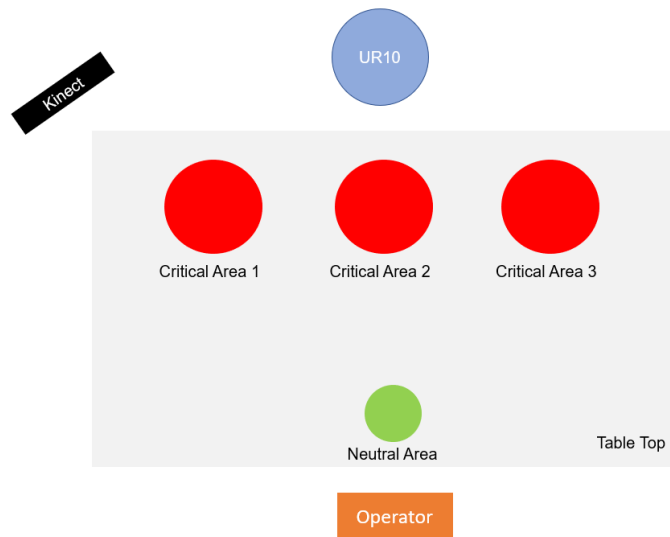 UR10
Kinect
Critical Area 1
Critical Area 2
Critical Area 3
Table Top
Neutral Area
Operator